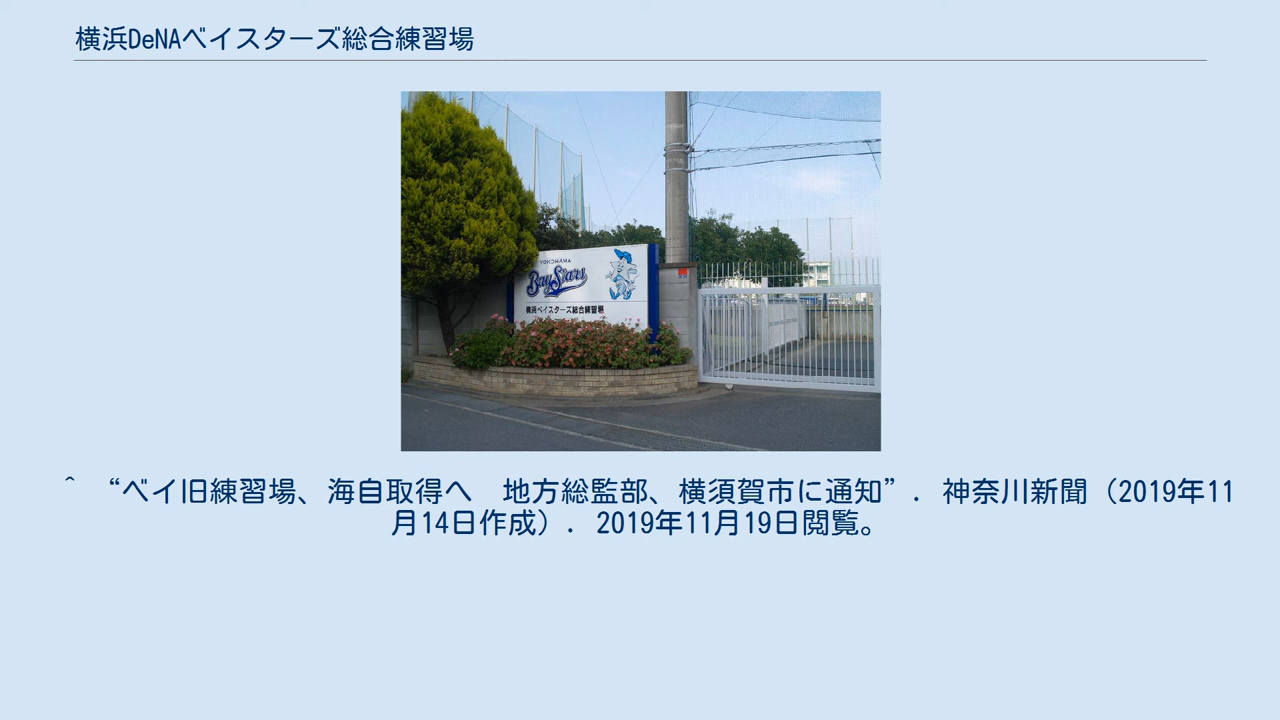 横浜DeNAベイスターズ総合練習場
YOKOHAMA
BayStars
横浜ベイスターズ総合練習場
^ “ベイ旧練習場、海自取得へ　地方総監部、横須賀市に通知”. 神奈川新聞 (2019年11
月14日作成). 2019年11月19日閲覧。